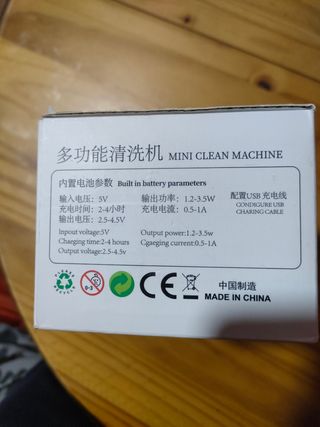 多功能清洗机 MINI CLEAN MACHINE
内置电池参数 Built in battery parameters
输入电压: 5V 输出功率: 1.2-3.5W 配置USB 充电线
充电时间: 2-4小时 充电电流: 0.5-1A CONDIGURE USB
输出电压: 2.5-4.5V CHARING CABLE
Inpout voltage:5V Output power:1.2-3.5w
Chaeging time:2-4 hours Cgaeging current:0.5-1A
Output voltage:2.5-4.5v
0-3
CE
中国制造
MADE IN CHINA